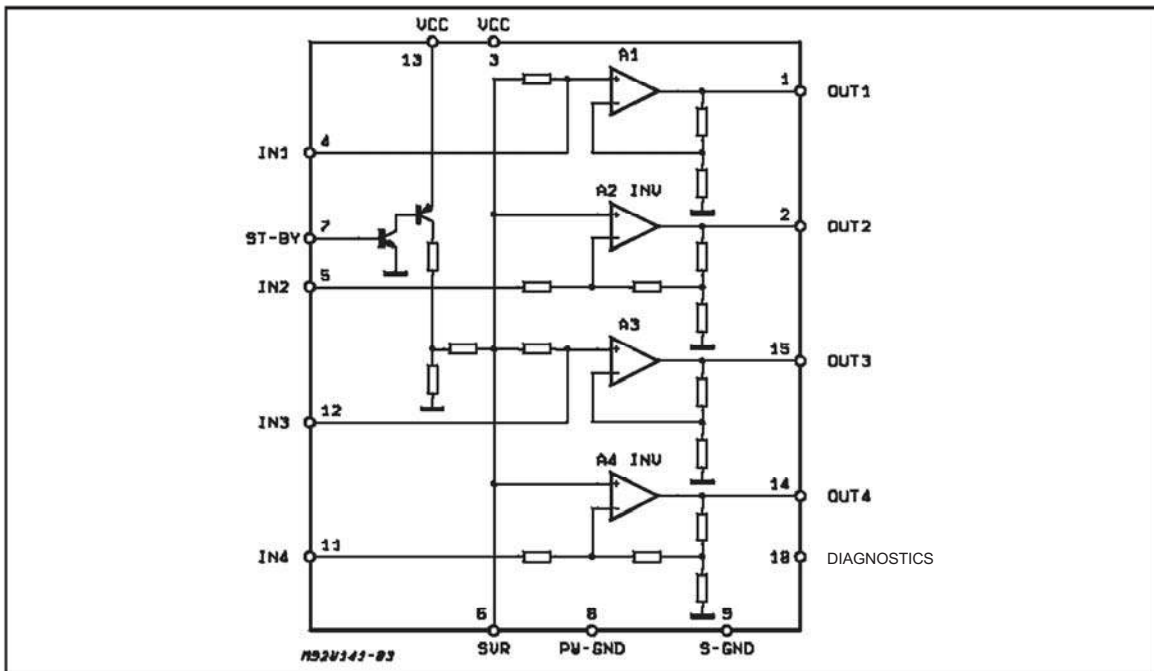 VCC VCC
13 3
A1
1 OUT1
4
IN1
A2 INV
2 OUT2
7
ST-BY
5
IN2
A3
15 OUT3
12
IN3
A4 INV
14 OUT4
11
IN4
10 DIAGNOSTICS
6 8 9
SVR PW-GND S-GND
M92W141-03